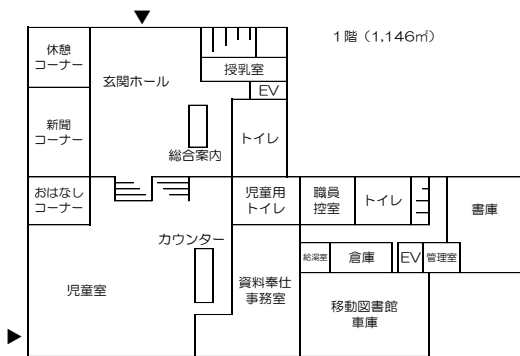 1階（1,146㎡）
休憩
コーナー
玄関ホール
授乳室
EV
新聞
コーナー
トイレ
総合案内
おはなし
コーナー
児童用
トイレ
職員
控室
トイレ
書庫
カウンター
児童室
資料奉仕
事務室
給湯室
倉庫
EV
管理室
移動図書館
車庫